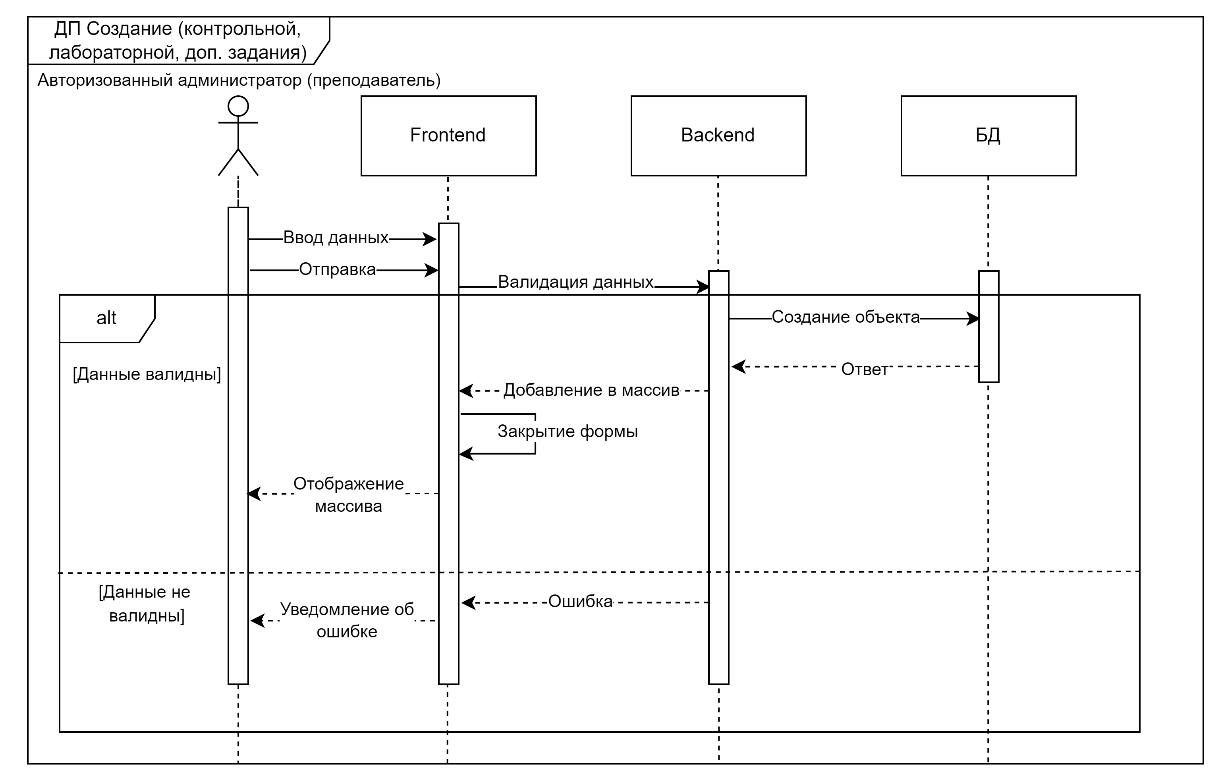 ДП Создание (контрольной,
лабораторной, доп. задания)
Авторизованный администратор (преподаватель)
Frontend
Backend
БД
Ввод данных
Отправка
Валидация данных
alt
Создание объекта
[Данные валидны]
Ответ
Добавление в массив
Закрытие формы
Отображение
массива
[Данные не
валидны]
Ошибка
Уведомление об
ошибке